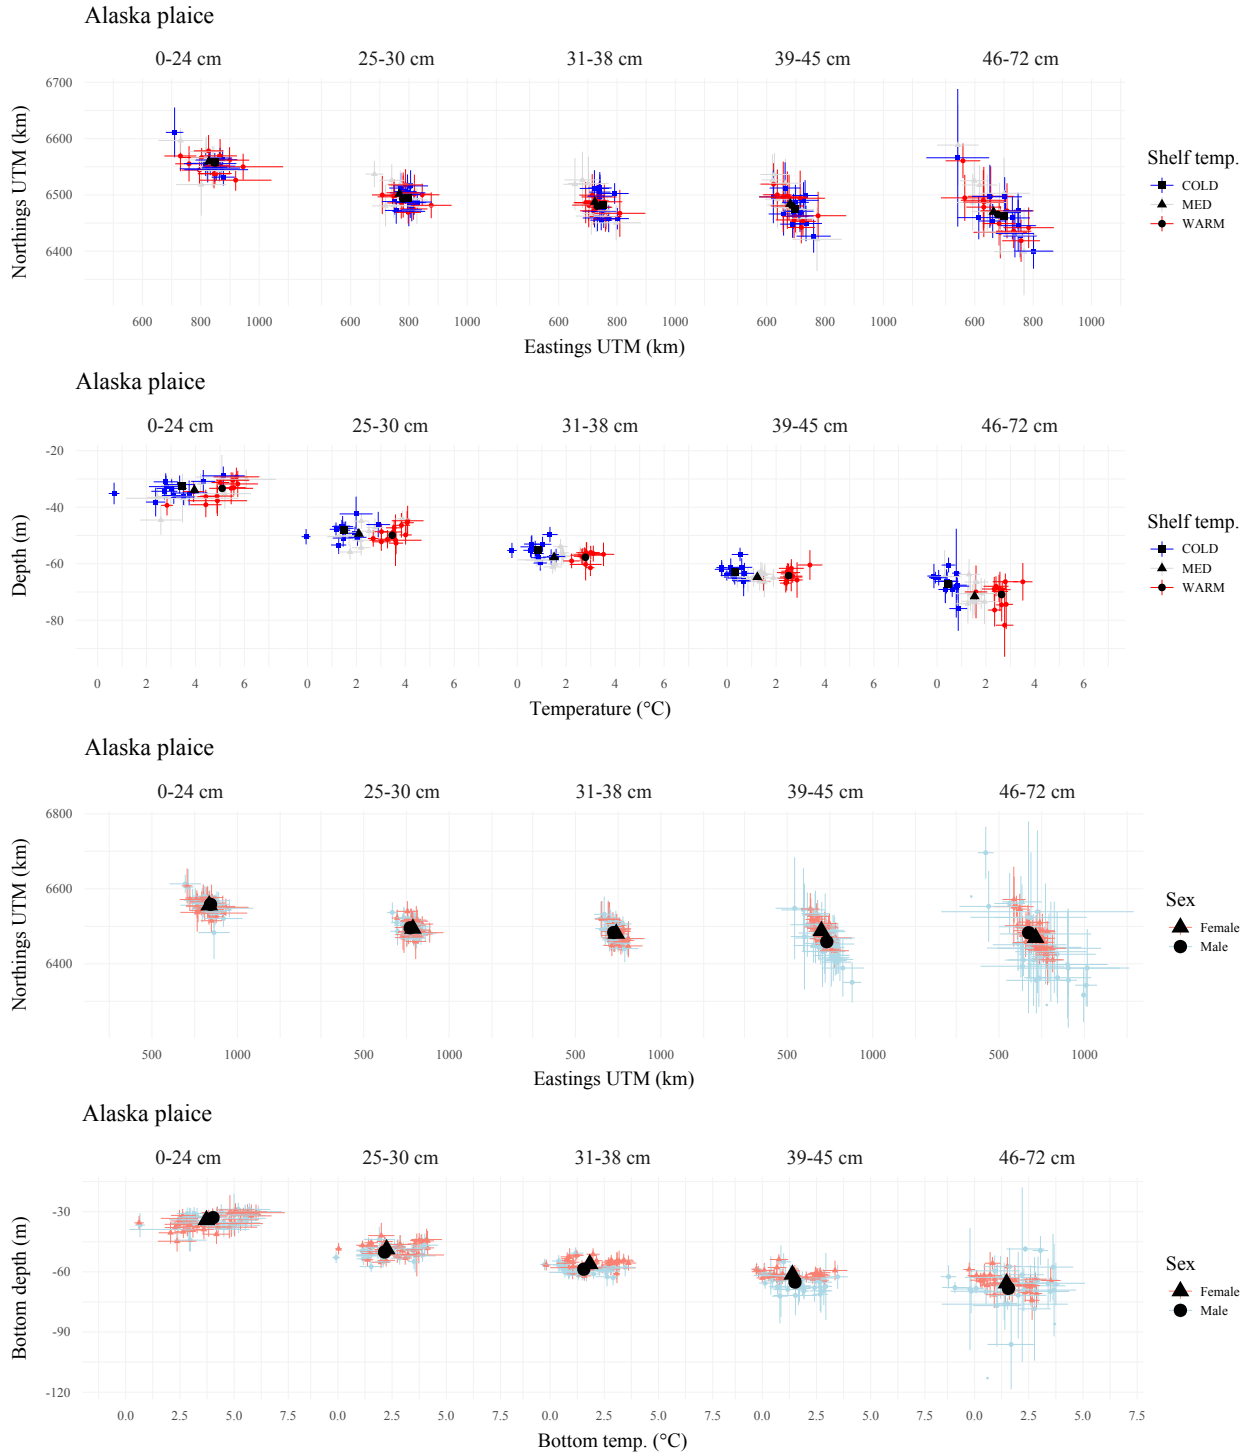 Alaska plaice
0-24 cm 25-30 cm 31-38 cm 39-45 cm 46-72 cm
Northings UTM (km)
6700
6600
6500
6400
600 800 1000 600 800 1000 600 800 1000 600 800 1000 600 800 1000
Eastings UTM (km)
Shelf temp.
COLD
MED
WARM
Alaska plaice
0-24 cm 25-30 cm 31-38 cm 39-45 cm 46-72 cm
Depth (m)
-20
-40
-60
-80
0 2 4 6 0 2 4 6 0 2 4 6 0 2 4 6 0 2 4 6
Temperature (°C)
Shelf temp.
COLD
MED
WARM
Alaska plaice
0-24 cm 25-30 cm 31-38 cm 39-45 cm 46-72 cm
Northings UTM (km)
6800
6600
6400
500 1000 500 1000 500 1000 500 1000 500 1000
Eastings UTM (km)
Sex
Female
Male
Alaska plaice
0-24 cm 25-30 cm 31-38 cm 39-45 cm 46-72 cm
Bottom depth (m)
-30
-60
-90
-120
0.0 2.5 5.0 7.5 0.0 2.5 5.0 7.5 0.0 2.5 5.0 7.5 0.0 2.5 5.0 7.5 0.0 2.5 5.0 7.5
Bottom temp. (°C)
Sex
Female
Male